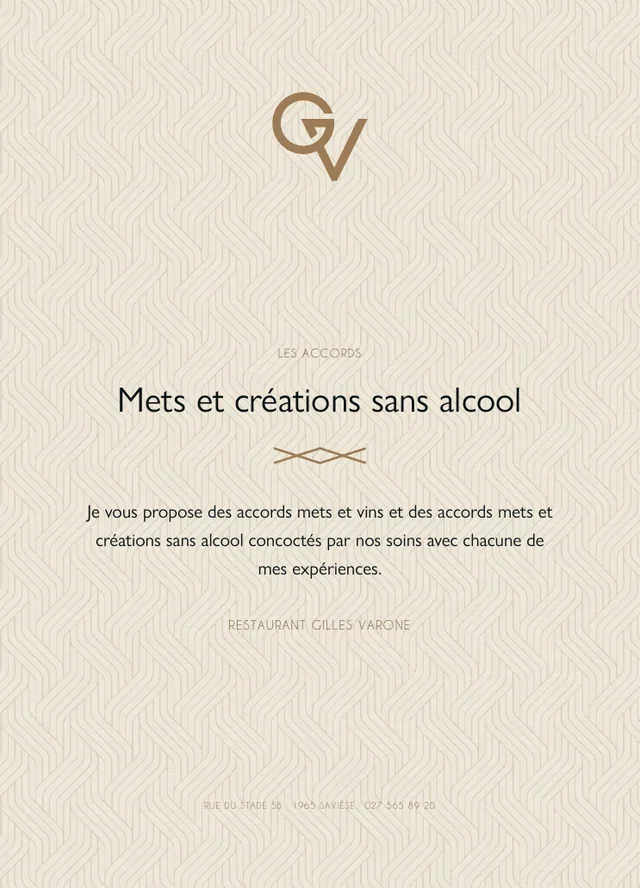 GV
LES ACCORDS
Mets et créations sans alcool
Je vous propose des accords mets et vins et des accords mets et
créations sans alcool concoctés par nos soins avec chacune de
mes expériences.
RESTAURANT GILLES VARONE
RUE DU STADE 5B · 1965 SAVIÈSE · 027 565 89 20